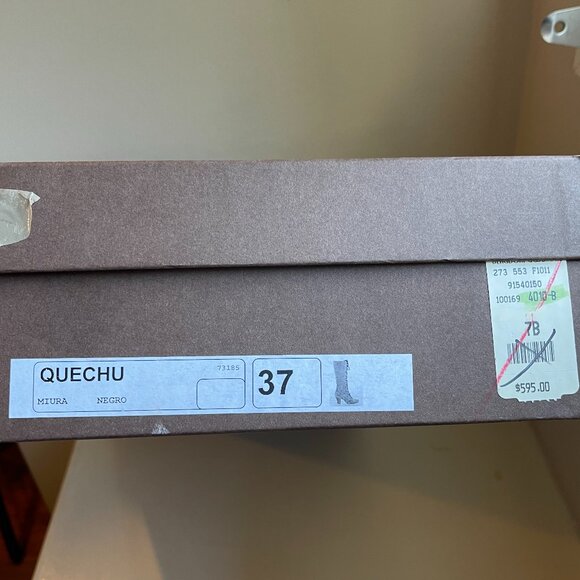 QUECHU
73185
MIURA NEGRO
37
273 553 F1011
91540150
100169 4010-B
7B
$595.00